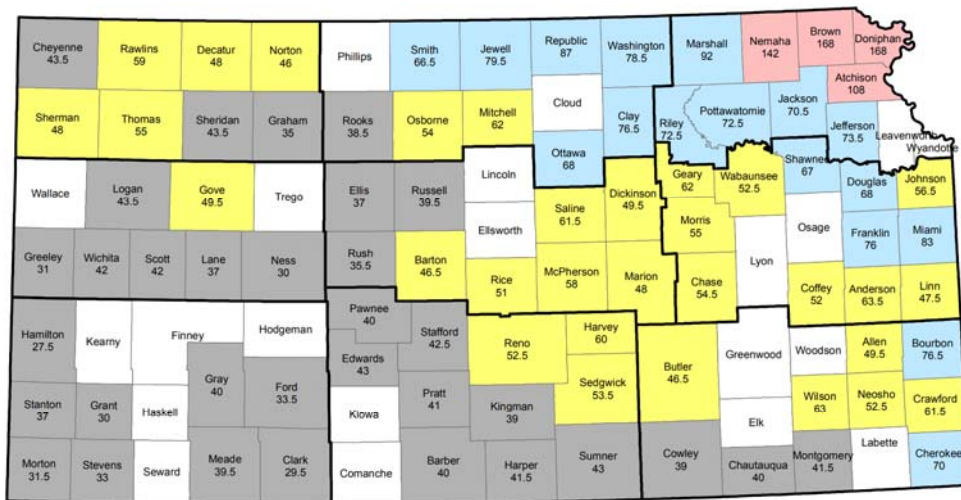 Cheyenne
43.5
Rawlins
59
Decatur
48
Norton
46
Phillips
Smith
66.5
Jewell
79.5
Republic
87
Washington
78.5
Marshall
92
Nemaha
142
Brown
168
Doniphan
168
Atchison
108
Sherman
48
Thomas
55
Sheridan
43.5
Graham
35
Rooks
38.5
Osborne
54
Mitchell
62
Cloud
Clay
76.5
Riley
72.5
Pottawatomie
72.5
Jackson
70.5
Jefferson
73.5
Leavenworth
Wyandotte
Ottawa
68
Wallace
Logan
43.5
Gove
49.5
Trego
Ellis
37
Russell
39.5
Lincoln
Saline
61.5
Dickinson
49.5
Geary
62
Wabaunsee
52.5
Shawnee
67
Douglas
68
Johnson
56.5
Morris
55
Osage
Franklin
76
Miami
83
Ellsworth
Lyon
Greeley
31
Wichita
42
Scott
42
Lane
37
Ness
30
Rush
35.5
Barton
46.5
Rice
51
McPherson
58
Marion
48
Chase
54.5
Coffey
52
Anderson
63.5
Linn
47.5
Hamilton
27.5
Kearny
Finney
Hodgeman
Pawnee
40
Stafford
42.5
Edwards
43
Reno
52.5
Harvey
60
Sedgwick
53.5
Butler
46.5
Greenwood
Woodson
Allen
49.5
Bourbon
76.5
Gray
40
Ford
33.5
Stanton
37
Grant
30
Haskell
Kiowa
Pratt
41
Kingman
39
Elk
Wilson
63
Neosho
52.5
Crawford
61.5
Morton
31.5
Stevens
33
Seward
Meade
39.5
Clark
29.5
Comanche
Barber
40
Harper
41.5
Sumner
43
Cowley
39
Chautauqua
40
Montgomery
41.5
Labette
Cherokee
70